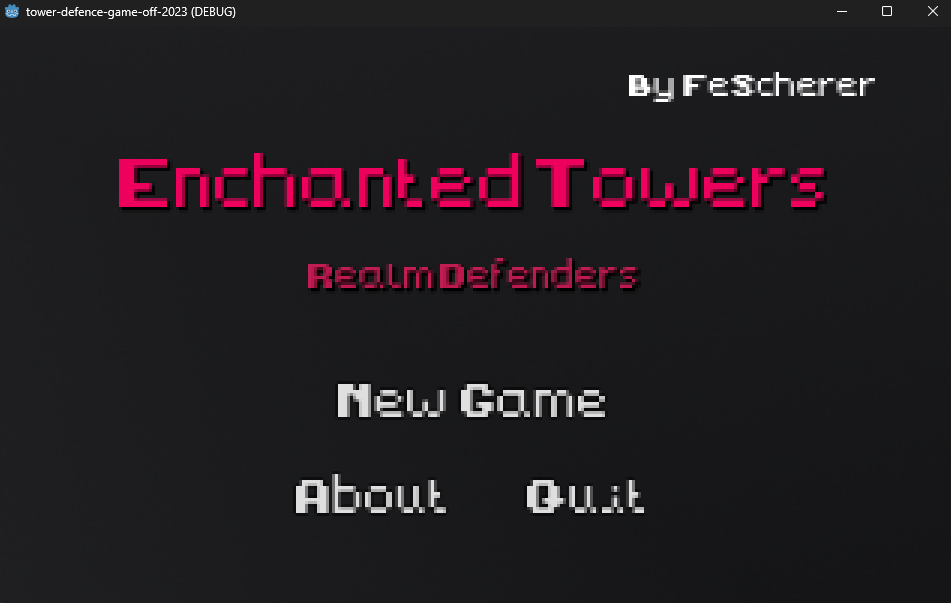 tower-defence-game-off-2023 (DEBUG)
By FeScherer
Enchanted Towers
Realm Defenders
New Game
About Quit